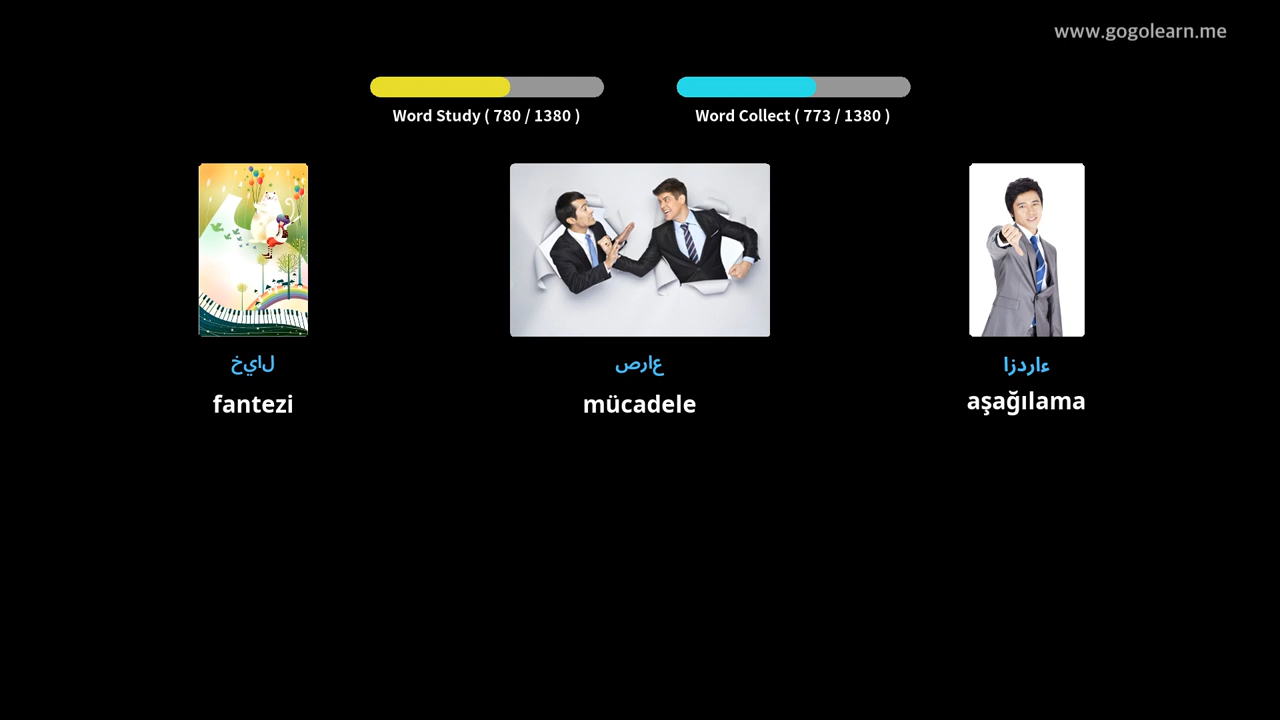 www.gogolearn.me
Word Study ( 780 / 1380 )
Word Collect ( 773 / 1380 )
خيال
صراع
ازدراء
fantezi
mücadele
aşağılama